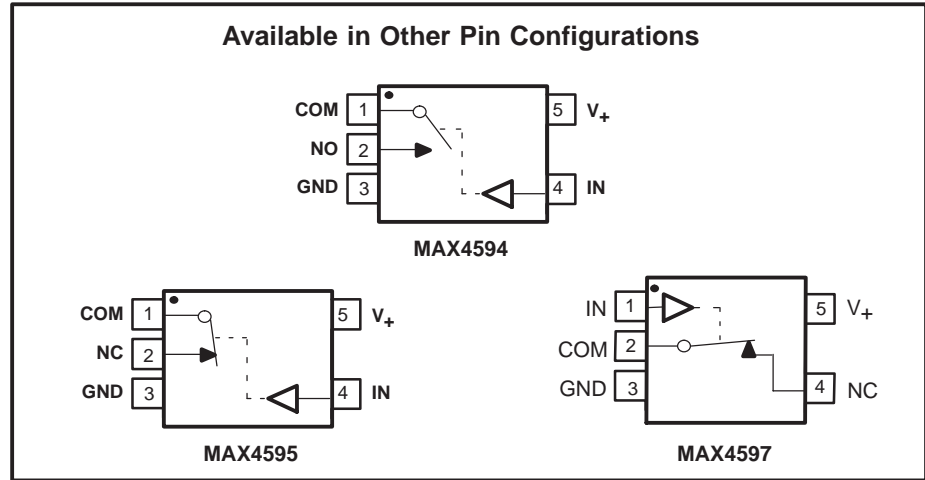 Available in Other Pin Configurations
COM 1 5 V+
NO 2
GND 3 4 IN
MAX4594
COM 1 5 V+
NC 2
GND 3 4 IN
MAX4595
IN 1 5 V+
COM 2
GND 3 4 NC
MAX4597